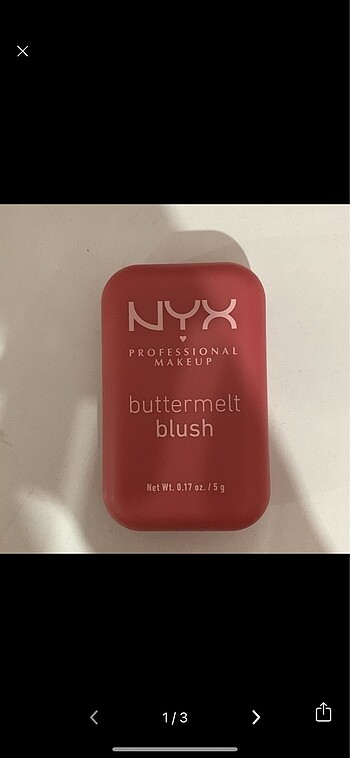 NYX
PROFESSIONAL
MAKEUP
buttermelt
blush
Net Wt. 0.17 oz. / 5 g
1/3